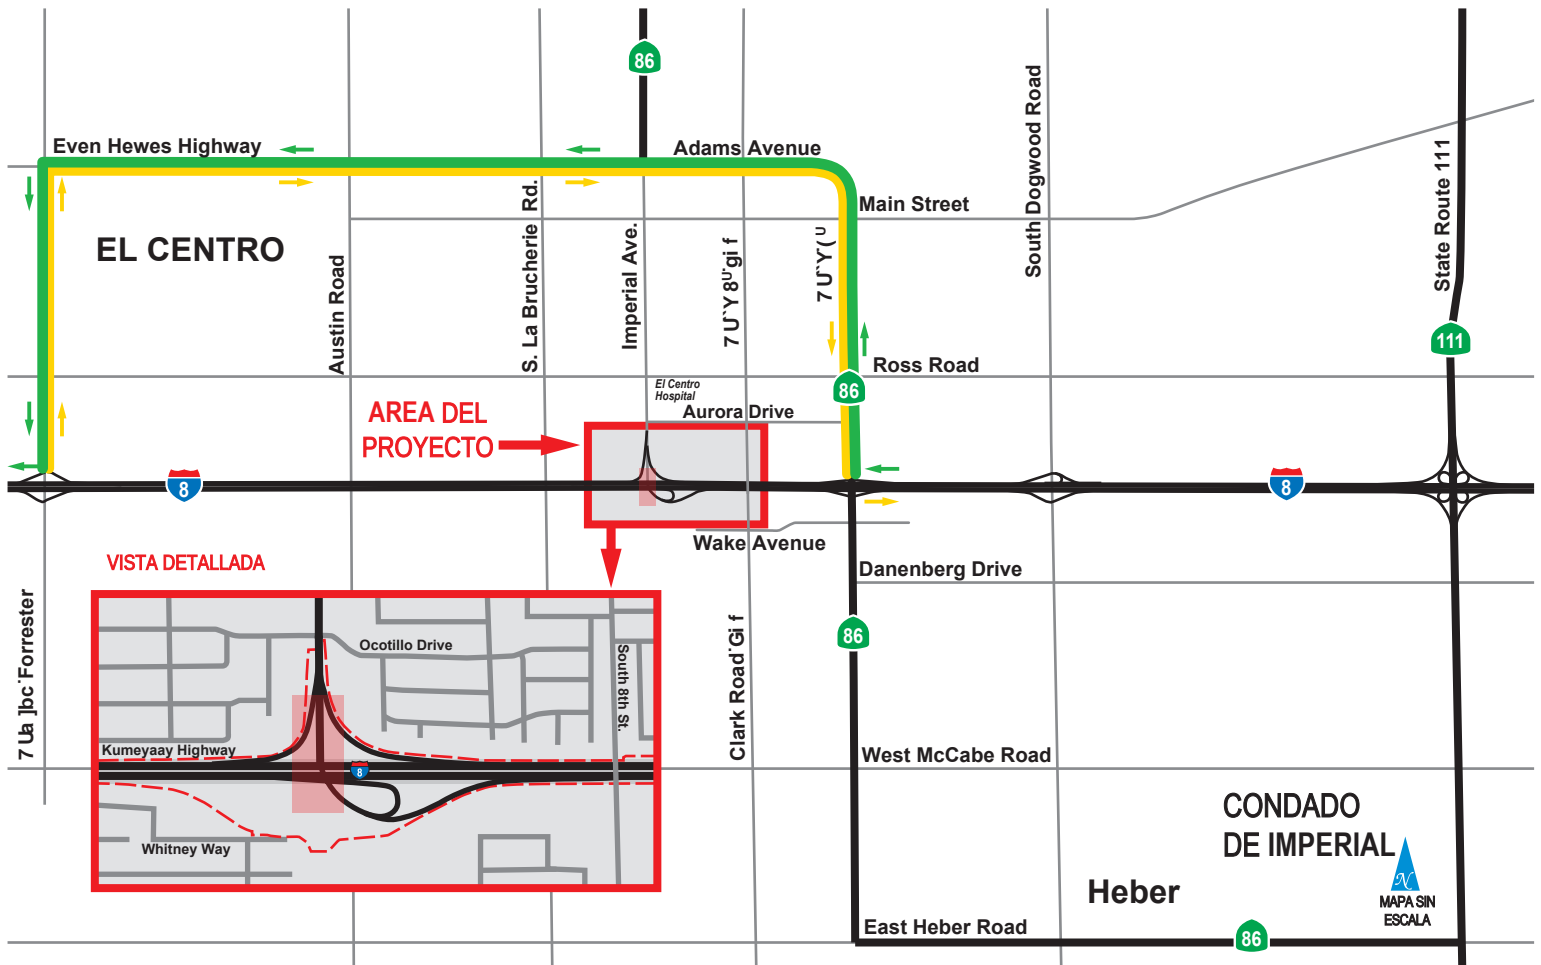 86
Even Hewes Highway
Adams Avenue
Main Street
EL CENTRO
Austin Road
S. La Brucherie Rd.
Imperial Ave.
South Dogwood Road
State Route 111
111
Ross Road
86
El Centro
Hospital
Aurora Drive
AREA DEL
PROYECTO
8
8
Wake Avenue
Danenberg Drive
VISTA DETALLADA
Forrester
86
Clark Road
Ocotillo Drive
South 8th St.
Kumeyaay Highway
8
Whitney Way
West McCabe Road
CONDADO
DE IMPERIAL
Heber
N
MAPA SIN
ESCALA
East Heber Road
86